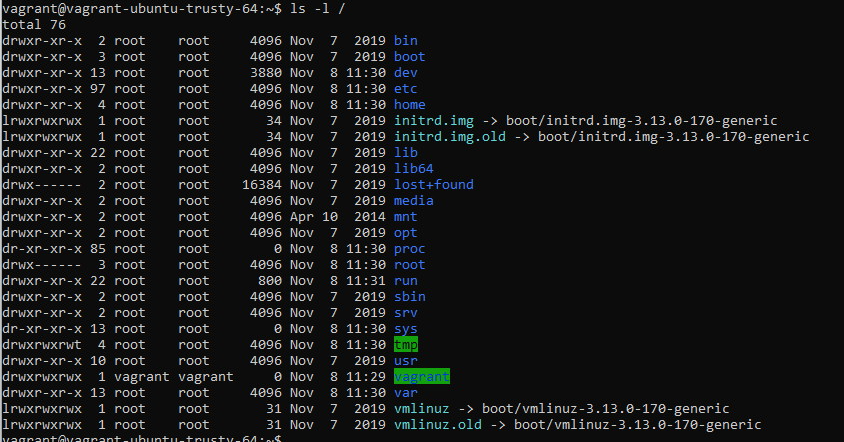 vagrant@vagrant-ubuntu-trusty-64:~$ ls -l /
total 76
drwxr-xr-x  2 root    root     4096 Nov  7  2019 bin
drwxr-xr-x  3 root    root     4096 Nov  7  2019 boot
drwxr-xr-x 13 root    root     3880 Nov  8 11:30 dev
drwxr-xr-x 97 root    root     4096 Nov  8 11:30 etc
drwxr-xr-x  4 root    root     4096 Nov  8 11:30 home
lrwxrwxrwx  1 root    root       34 Nov  7  2019 initrd.img -> boot/initrd.img-3.13.0-170-generic
lrwxrwxrwx  1 root    root       34 Nov  7  2019 initrd.img.old -> boot/initrd.img-3.13.0-170-generic
drwxr-xr-x 22 root    root     4096 Nov  7  2019 lib
drwxr-xr-x  2 root    root     4096 Nov  7  2019 lib64
drwx------  2 root    root    16384 Nov  7  2019 lost+found
drwxr-xr-x  2 root    root     4096 Nov  7  2019 media
drwxr-xr-x  2 root    root     4096 Apr 10  2014 mnt
drwxr-xr-x  2 root    root     4096 Nov  7  2019 opt
dr-xr-xr-x 85 root    root        0 Nov  8 11:30 proc
drwx------  3 root    root     4096 Nov  8 11:30 root
drwxr-xr-x 22 root    root      800 Nov  8 11:31 run
drwxr-xr-x  2 root    root     4096 Nov  7  2019 sbin
drwxr-xr-x  2 root    root     4096 Nov  7  2019 srv
dr-xr-xr-x 13 root    root        0 Nov  8 11:30 sys
drwxrwxrwt  4 root    root     4096 Nov  8 11:30 tmp
drwxr-xr-x 10 root    root     4096 Nov  7  2019 usr
drwxrwxrwx  1 vagrant vagrant     0 Nov  8 11:29 vagrant
drwxr-xr-x 13 root    root     4096 Nov  8 11:30 var
lrwxrwxrwx  1 root    root       31 Nov  7  2019 vmlinuz -> boot/vmlinuz-3.13.0-170-generic
lrwxrwxrwx  1 root    root       31 Nov  7  2019 vmlinuz.old -> boot/vmlinuz-3.13.0-170-generic
vagrant@vagrant-ubuntu-trusty-64:~$